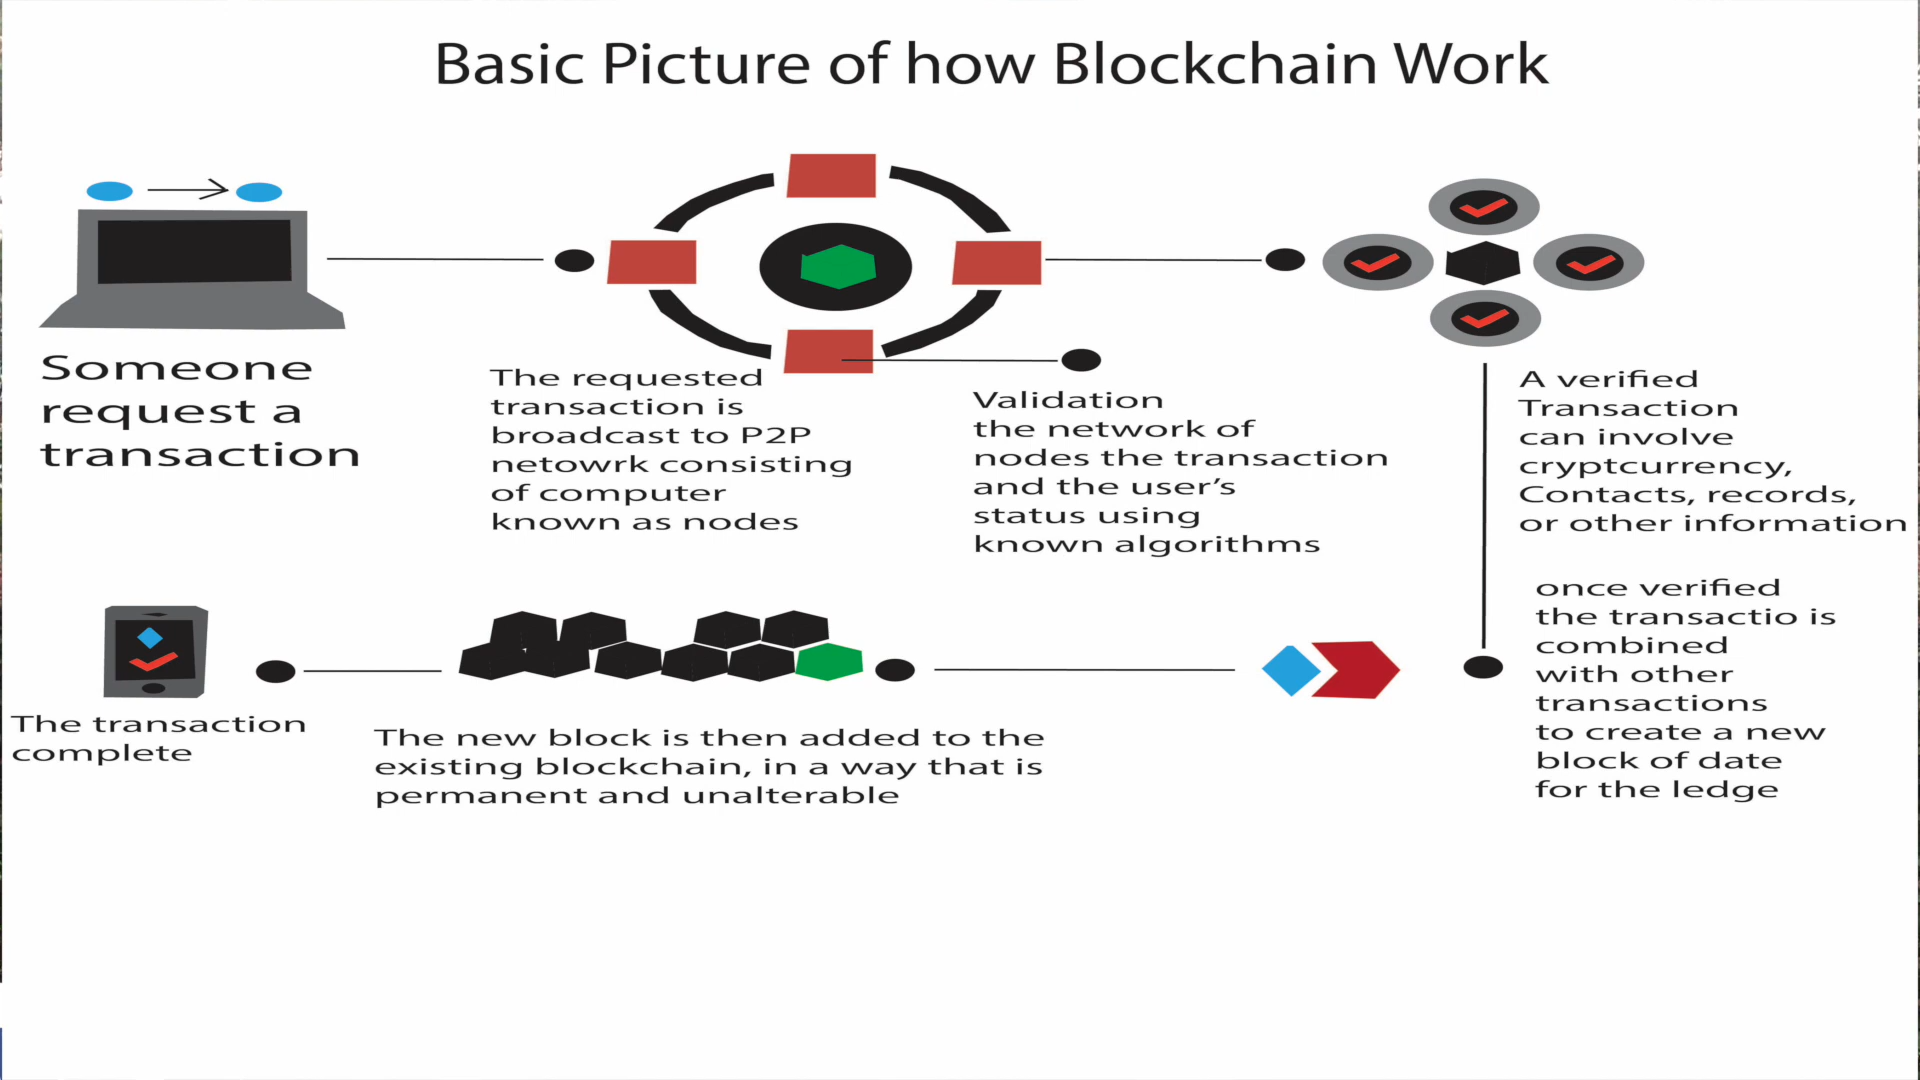 Basic Picture of how Blockchain Work
Someone
request a
transaction
The requested
transaction is
broadcast to P2P
netowrk consisting
of computer
known as nodes
Validation
the network of
nodes the transaction
and the user’s
status using
known algorithms
A verified
Transaction
can involve
cryptcurrency,
Contacts, records,
or other information
once verified
the transactio is
combined
with other
transactions
to create a new
block of date
for the ledge
The new block is then added to the
existing blockchain, in a way that is
permanent and unalterable
The transaction
complete